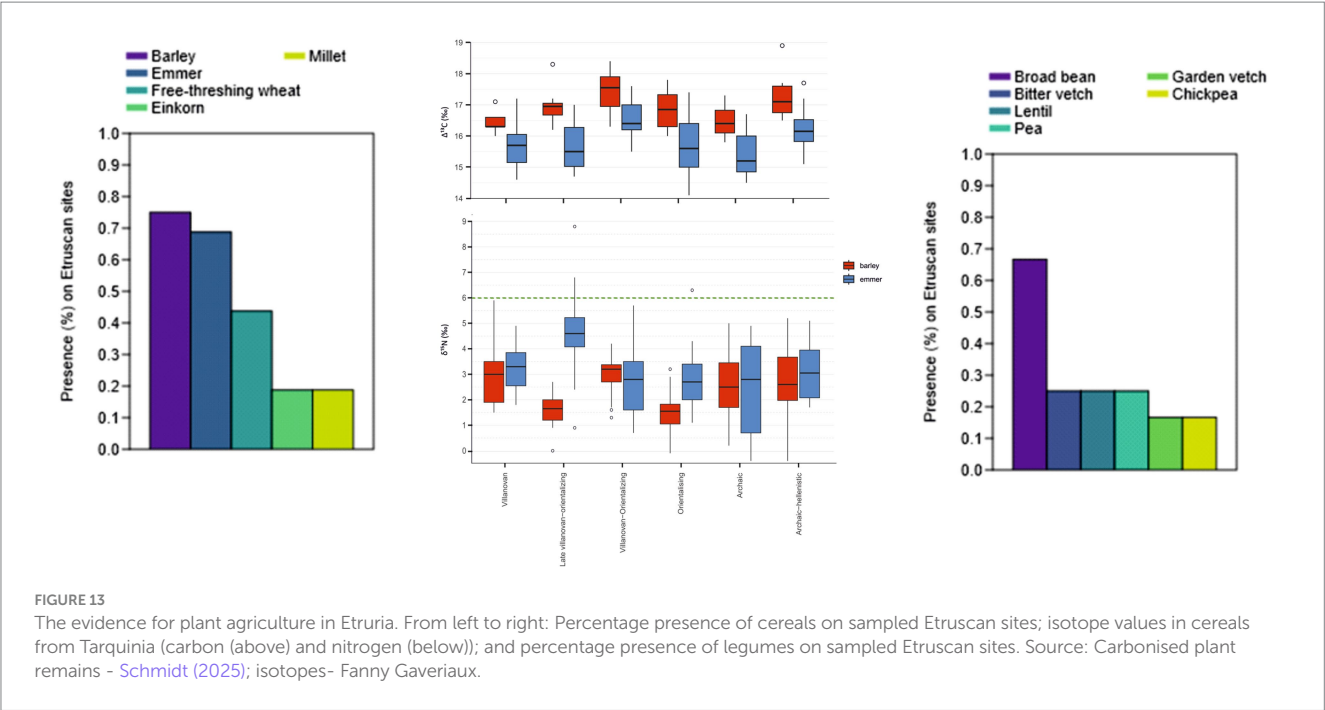 Barley
Millet
Emmer
Free-threshing wheat
Einkorn
Presence (%) on Etruscan sites
1.0
0.9
0.8
0.7
0.6
0.5
0.4
0.3
0.2
0.1
0.0
Δ¹³C (‰)
19
18
17
16
15
14
δ¹⁵N (‰)
9
8
7
6
5
4
3
2
1
0
barley
emmer
Villanovan
Late villanovan-orientalizing
Villanovan-Orientalizing
Orientalising
Archaic
Archaic-hellenistic
Broad bean
Garden vetch
Bitter vetch
Chickpea
Lentil
Pea
Presence (%) on Etruscan sites
1.0
0.9
0.8
0.7
0.6
0.5
0.4
0.3
0.2
0.1
0.0
FIGURE 13
The evidence for plant agriculture in Etruria. From left to right: Percentage presence of cereals on sampled Etruscan sites; isotope values in cereals
from Tarquinia (carbon (above) and nitrogen (below)); and percentage presence of legumes on sampled Etruscan sites. Source: Carbonised plant
remains - Schmidt (2025); isotopes- Fanny Gaveriaux.